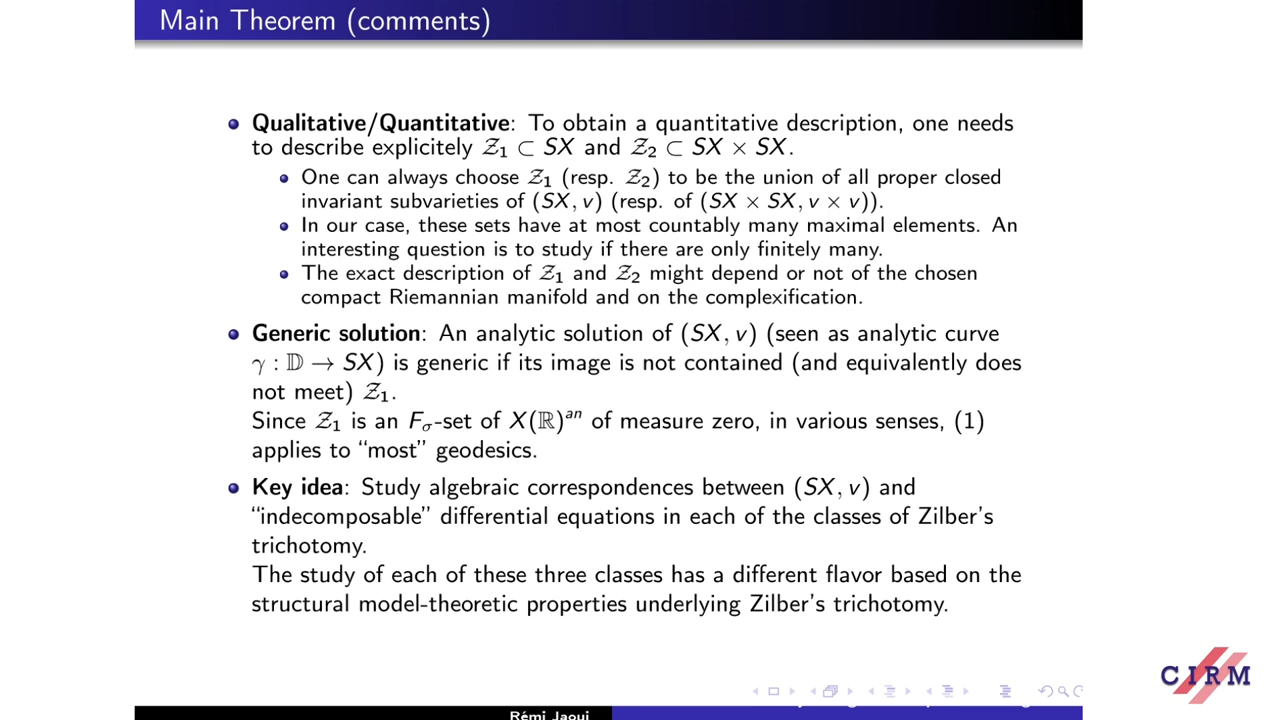 Main Theorem (comments)
Qualitative/Quantitative: To obtain a quantitative description, one needs
to describe explicitely 𝒵₁ ⊂ SX and 𝒵₂ ⊂ SX × SX.
One can always choose 𝒵₁ (resp. 𝒵₂) to be the union of all proper closed
invariant subvarieties of (SX, v) (resp. of (SX × SX, v × v)).
In our case, these sets have at most countably many maximal elements. An
interesting question is to study if there are only finitely many.
The exact description of 𝒵₁ and 𝒵₂ might depend or not of the chosen
compact Riemannian manifold and on the complexification.
Generic solution: An analytic solution of (SX, v) (seen as analytic curve
γ : 𝔻 → SX) is generic if its image is not contained (and equivalently does
not meet) 𝒵₁.
Since 𝒵₁ is an F_σ-set of X(ℝ)^an of measure zero, in various senses, (1)
applies to “most” geodesics.
Key idea: Study algebraic correspondences between (SX, v) and
“indecomposable” differential equations in each of the classes of Zilber’s
trichotomy.
The study of each of these three classes has a different flavor based on the
structural model-theoretic properties underlying Zilber’s trichotomy.
CIRM
Rémi Jaoui